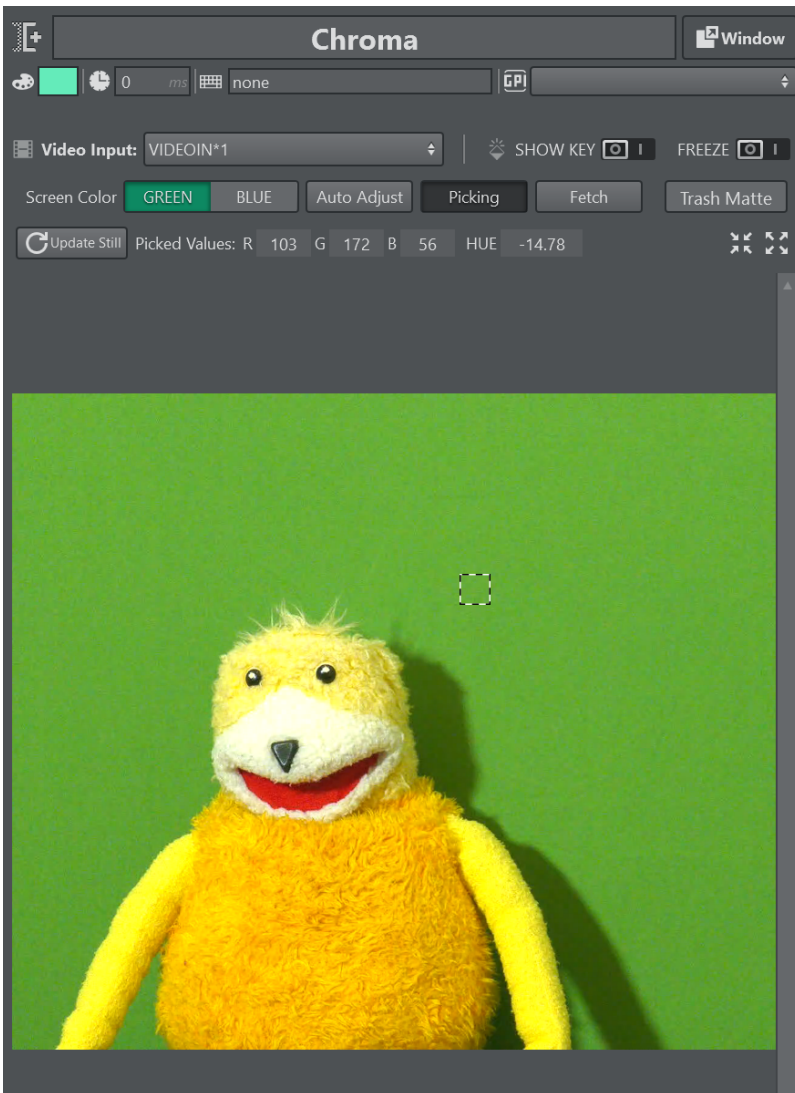 Chroma
Window
0 ms none GPI
Video Input: VIDEOIN*1 SHOW KEY FREEZE
Screen Color GREEN BLUE Auto Adjust Picking Fetch Trash Matte
Update Still Picked Values: R 103 G 172 B 56 HUE -14.78